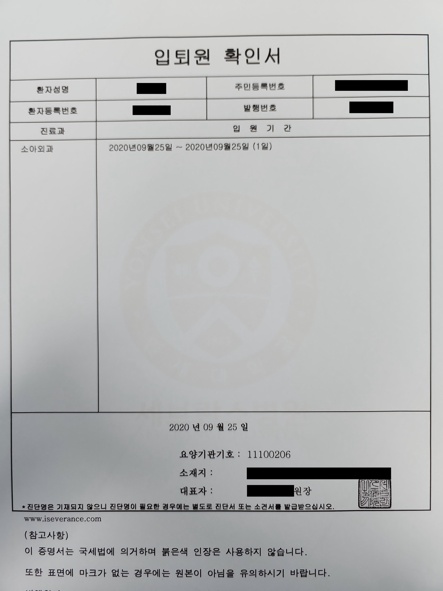 입퇴원 확인서
환자성명 주민등록번호
환자등록번호 발행번호
진료과 입 원 기 간
소아외과 2020년09월25일 - 2020년09월25일 (1일)
2020 년 09 월 25 일
요양기관기호 : 11100206
소재지 :
대표자 : 원장
* 진단명은 기재되지 않으니 진단명이 필요한 경우에는 별도로 진단서 또는 소견서를 발급받으십시오.
www.iseverance.com
(참고사항)
이 증명서는 국세법에 의거하며 붉은색 인장은 사용하지 않습니다.
또한 표면에 마크가 없는 경우에는 원본이 아님을 유의하시기 바랍니다.